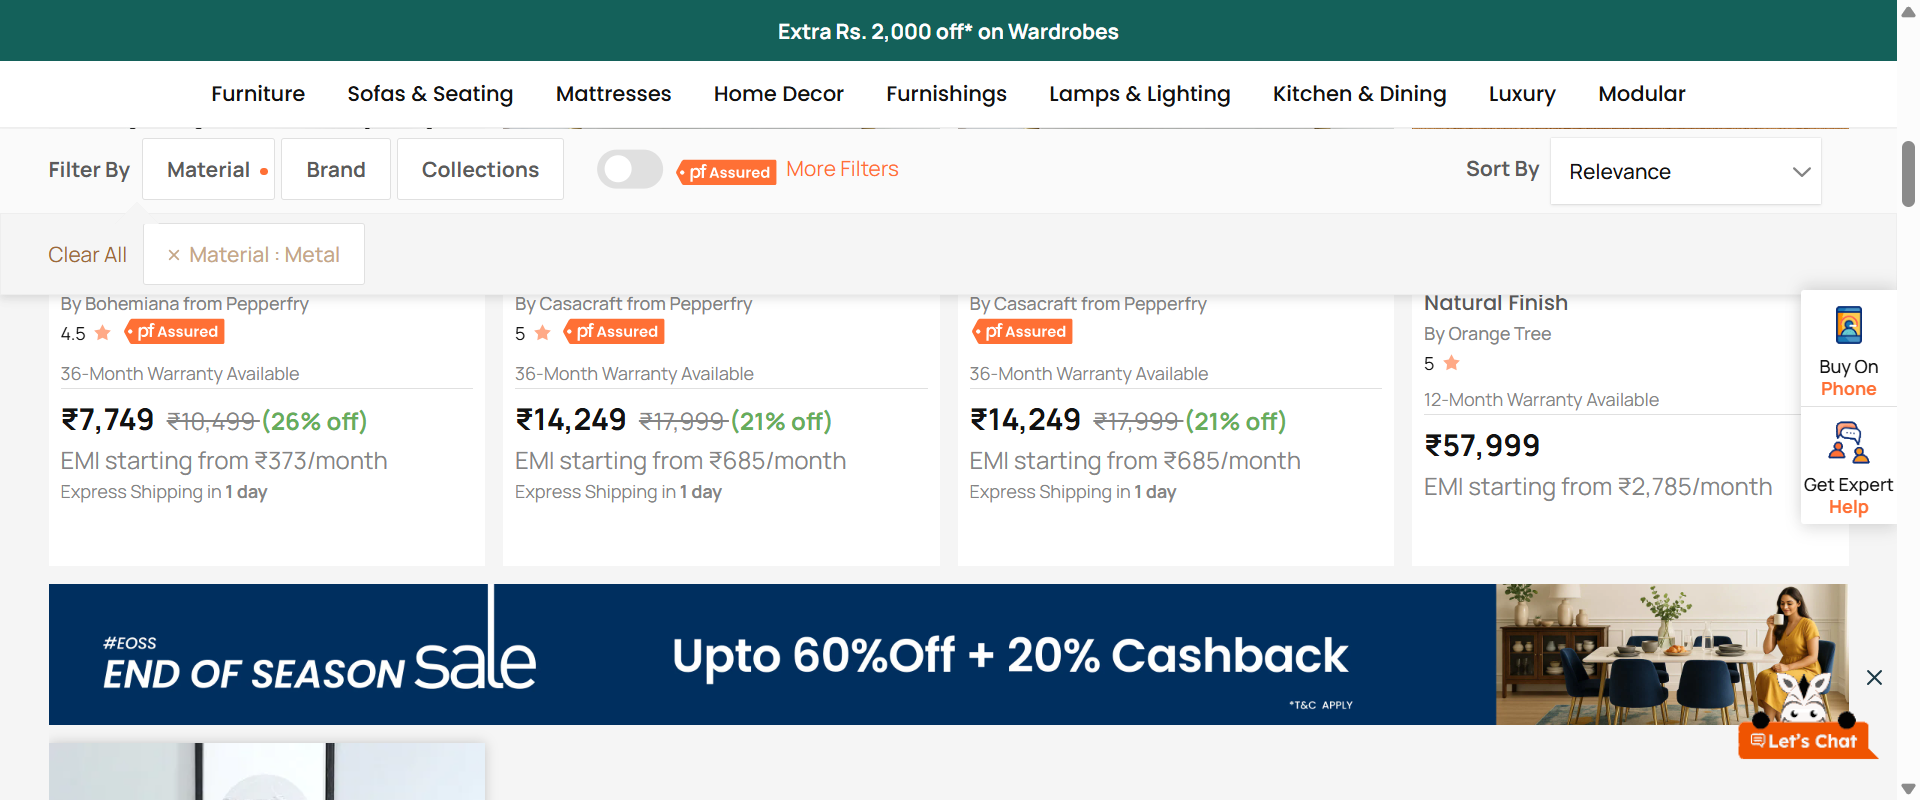 Extra Rs. 2,000 off* on Wardrobes
Furniture Sofas & Seating Mattresses Home Decor Furnishings Lamps & Lighting Kitchen & Dining Luxury Modular
Filter By Material Brand Collections pf Assured More Filters Sort By Relevance
Clear All × Material : Metal
By Bohemiana from Pepperfry
4.5 pf Assured
36-Month Warranty Available
₹7,749 ₹10,499 (26% off)
EMI starting from ₹373/month
Express Shipping in 1 day
By Casacraft from Pepperfry
5 pf Assured
36-Month Warranty Available
₹14,249 ₹17,999 (21% off)
EMI starting from ₹685/month
Express Shipping in 1 day
By Casacraft from Pepperfry
pf Assured
36-Month Warranty Available
₹14,249 ₹17,999 (21% off)
EMI starting from ₹685/month
Express Shipping in 1 day
Natural Finish
By Orange Tree
5
12-Month Warranty Available
₹57,999
EMI starting from ₹2,785/month
Buy On
Phone
Get Expert
Help
#EOSS
END OF SEASON sale
Upto 60%Off + 20% Cashback
*T&C APPLY
Let's Chat